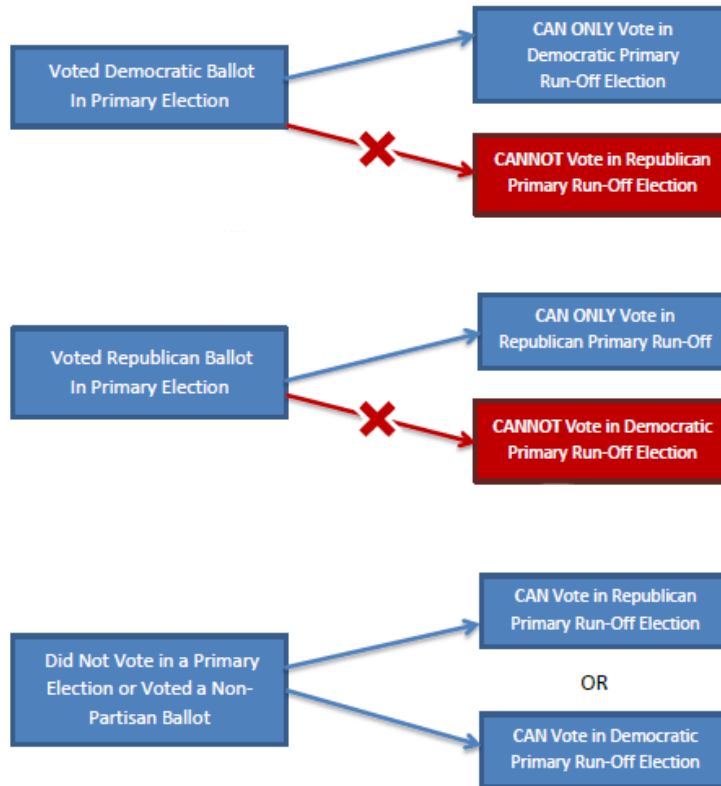 Voted Democratic Ballot
In Primary Election
CAN ONLY Vote in
Democratic Primary
Run-Off Election
CANNOT Vote in Republican
Primary Run-Off Election
Voted Republican Ballot
In Primary Election
CAN ONLY Vote in
Republican Primary Run-Off
CANNOT Vote in Democratic
Primary Run-Off Election
Did Not Vote in a Primary
Election or Voted a Non-
Partisan Ballot
CAN Vote in Republican
Primary Run-Off Election
OR
CAN Vote in Democratic
Primary Run-Off Election